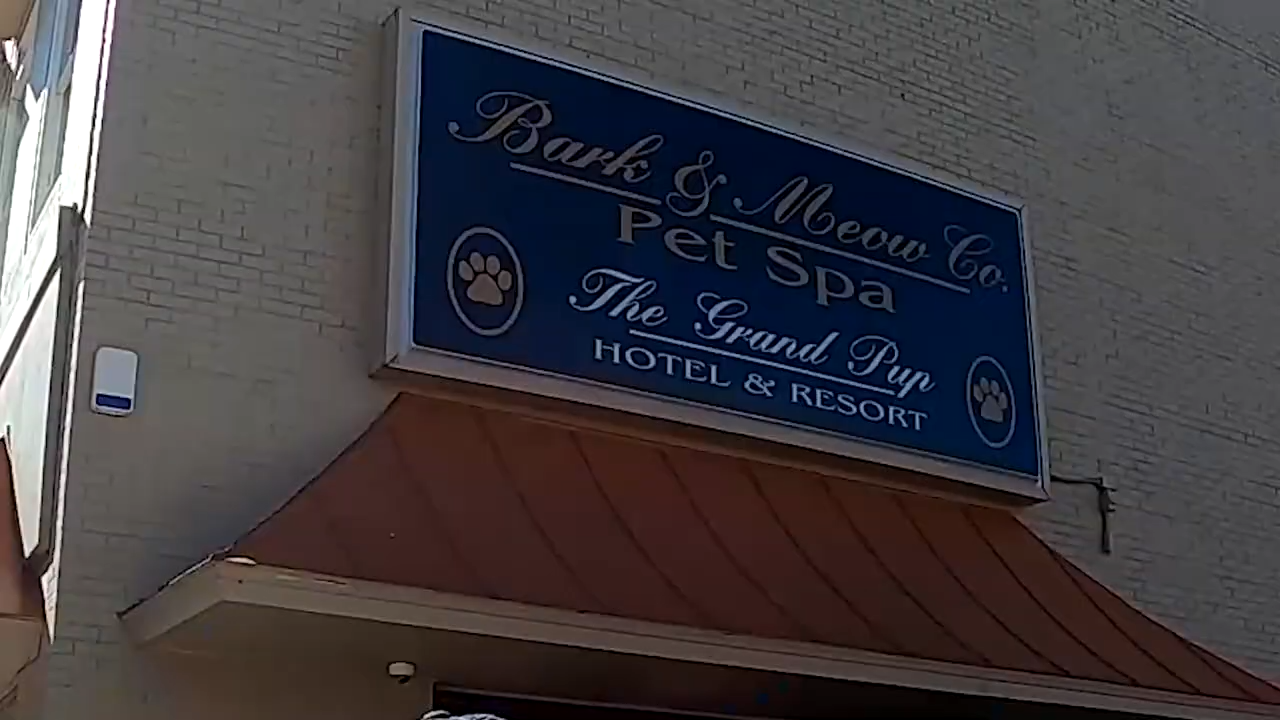 Bark & Meow Co.
Pet Spa
The Grand Pup
HOTEL & RESORT